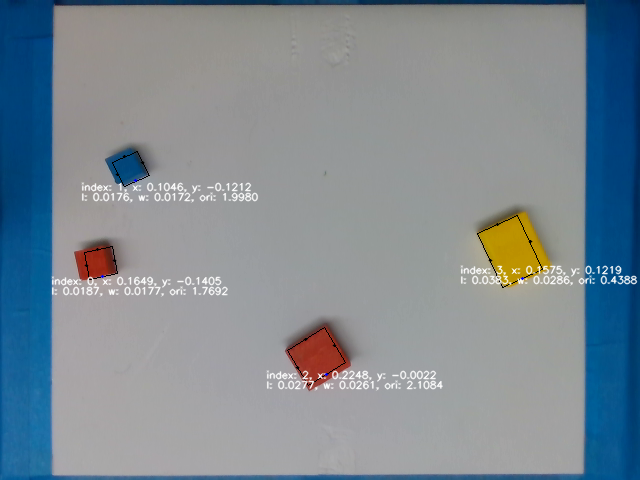 index: 1, x: 0.1046, y: -0.1212
l: 0.0176, w: 0.0172, ori: 1.9980
index: 0, x: 0.1649, y: -0.1405
l: 0.0187, w: 0.0177, ori: 1.7692
index: 3, x: 0.1575, y: 0.1219
l: 0.0383, w: 0.0286, ori: 0.4388
index: 2, x: 0.2248, y: -0.0022
l: 0.0277, w: 0.0261, ori: 2.1084